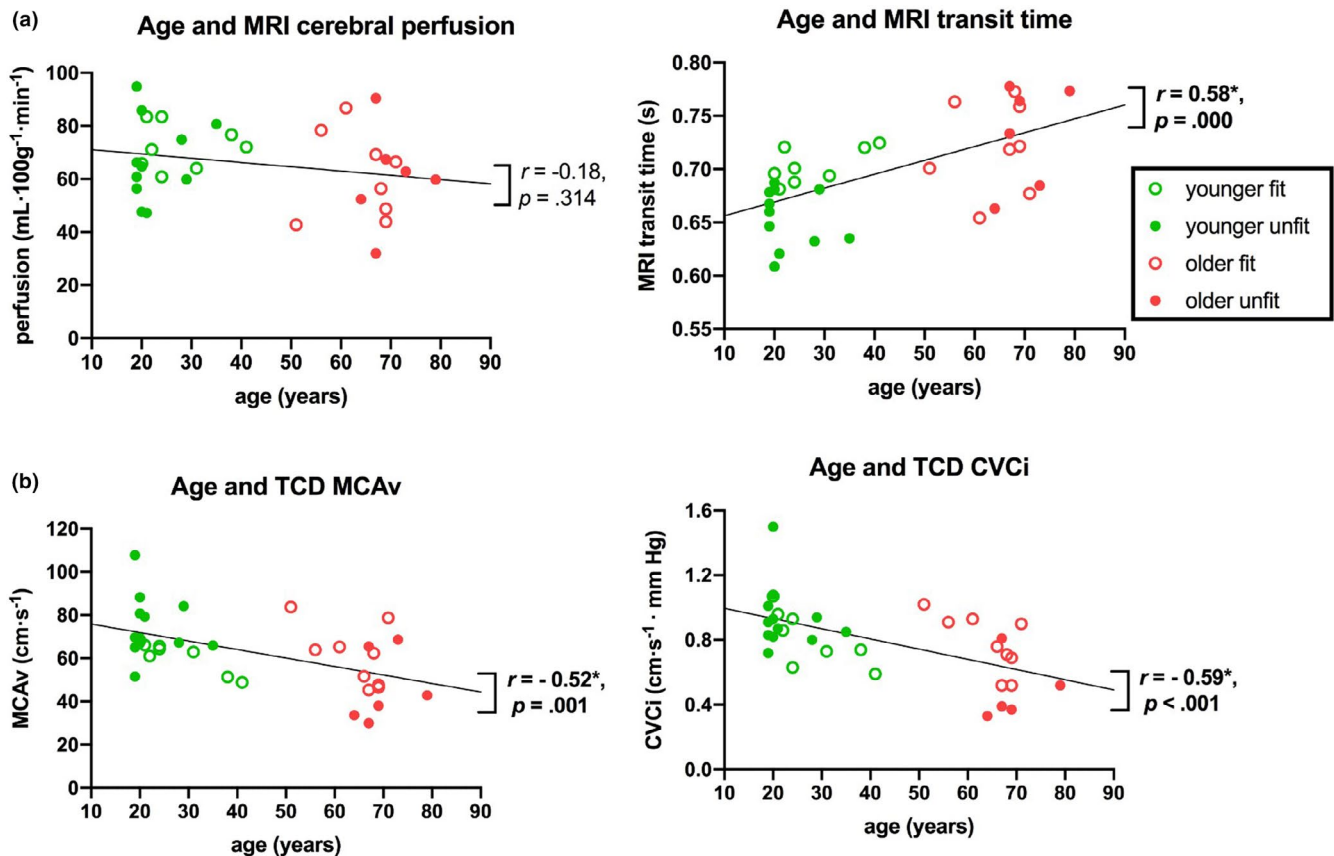 (a)
Age and MRI cerebral perfusion
perfusion (mL·100g⁻¹·min⁻¹)
100
80
60
40
20
0
10 20 30 40 50 60 70 80 90
age (years)
r = -0.18,
p = .314
Age and MRI transit time
MRI transit time (s)
0.80
0.75
0.70
0.65
0.60
0.55
10 20 30 40 50 60 70 80 90
age (years)
r = 0.58*,
p = .000
younger fit
younger unfit
older fit
older unfit
(b)
Age and TCD MCAv
MCAv (cm·s⁻¹)
120
100
80
60
40
20
0
10 20 30 40 50 60 70 80 90
age (years)
r = - 0.52*,
p = .001
Age and TCD CVCi
CVCi (cm·s⁻¹ · mm Hg)
1.6
1.2
0.8
0.4
0.0
10 20 30 40 50 60 70 80 90
age (years)
r = - 0.59*,
p < .001